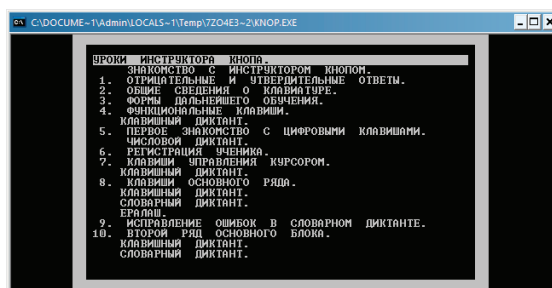 C:\DOCUME~1\Admin\LOCALS~1\Temp\7ZO4E3~2\KNOP.EXE
УРОКИ ИНСТРУКТОРА КНОПА.
ЗНАКОМСТВО С ИНСТРУКТОРОМ КНОПОМ.
1. ОТРИЦАТЕЛЬНЫЕ И УТВЕРДИТЕЛЬНЫЕ ОТВЕТЫ.
2. ОБЩИЕ СВЕДЕНИЯ О КЛАВИАТУРЕ.
3. ФОРМЫ ДАЛЬНЕЙШЕГО ОБУЧЕНИЯ.
4. ФУНКЦИОНАЛЬНЫЕ КЛАВИШИ.
КЛАВИШНЫЙ ДИКТАНТ.
5. ПЕРВОЕ ЗНАКОМСТВО С ЦИФРОВЫМИ КЛАВИШАМИ.
ЧИСЛОВОЙ ДИКТАНТ.
6. РЕГИСТРАЦИЯ УЧЕНИКА.
7. КЛАВИШИ УПРАВЛЕНИЯ КУРСОРОМ.
КЛАВИШНЫЙ ДИКТАНТ.
8. КЛАВИШИ ОСНОВНОГО РЯДА.
КЛАВИШНЫЙ ДИКТАНТ.
СЛОВАРНЫЙ ДИКТАНТ.
ЕРАЛАШ.
9. ИСПРАВЛЕНИЕ ОШИБОК В СЛОВАРНОМ ДИКТАНТЕ.
10. ВТОРОЙ РЯД ОСНОВНОГО БЛОКА.
КЛАВИШНЫЙ ДИКТАНТ.
СЛОВАРНЫЙ ДИКТАНТ.